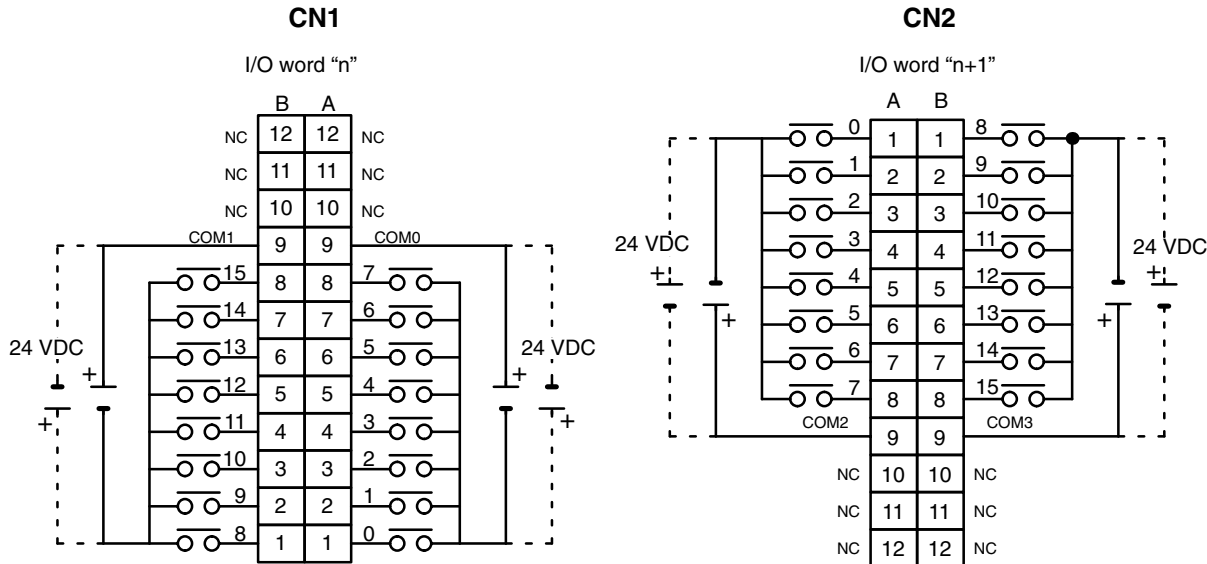 CN1
I/O word “n”
B A
NC 12 12 NC
NC 11 11 NC
NC 10 10 NC
COM1 9 9 COM0
15 8 8 7
14 7 7 6
13 6 6 5
24 VDC 24 VDC
+ +
12 5 5 4
+ +
11 4 4 3
10 3 3 2
9 2 2 1
8 1 1 0
CN2
I/O word “n+1”
A B
0 1 1 8
1 2 2 9
2 3 3 10
24 VDC 3 4 4 11 24 VDC
+ +
4 5 5 12
+ +
5 6 6 13
6 7 7 14
7 8 8 15
COM2 9 9 COM3
NC 10 10 NC
NC 11 11 NC
NC 12 12 NC